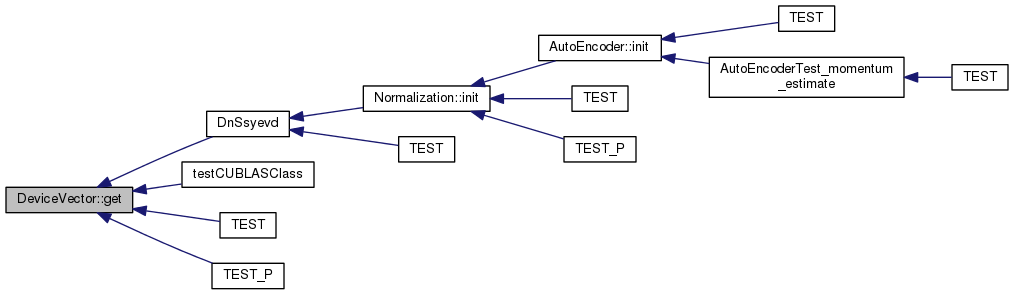 TEST
AutoEncoder::init
AutoEncoderTest_momentum
_estimate
TEST
Normalization::init
TEST
DnSsyevd
TEST
TEST_P
testCUBLASClass
DeviceVector::get
TEST
TEST_P